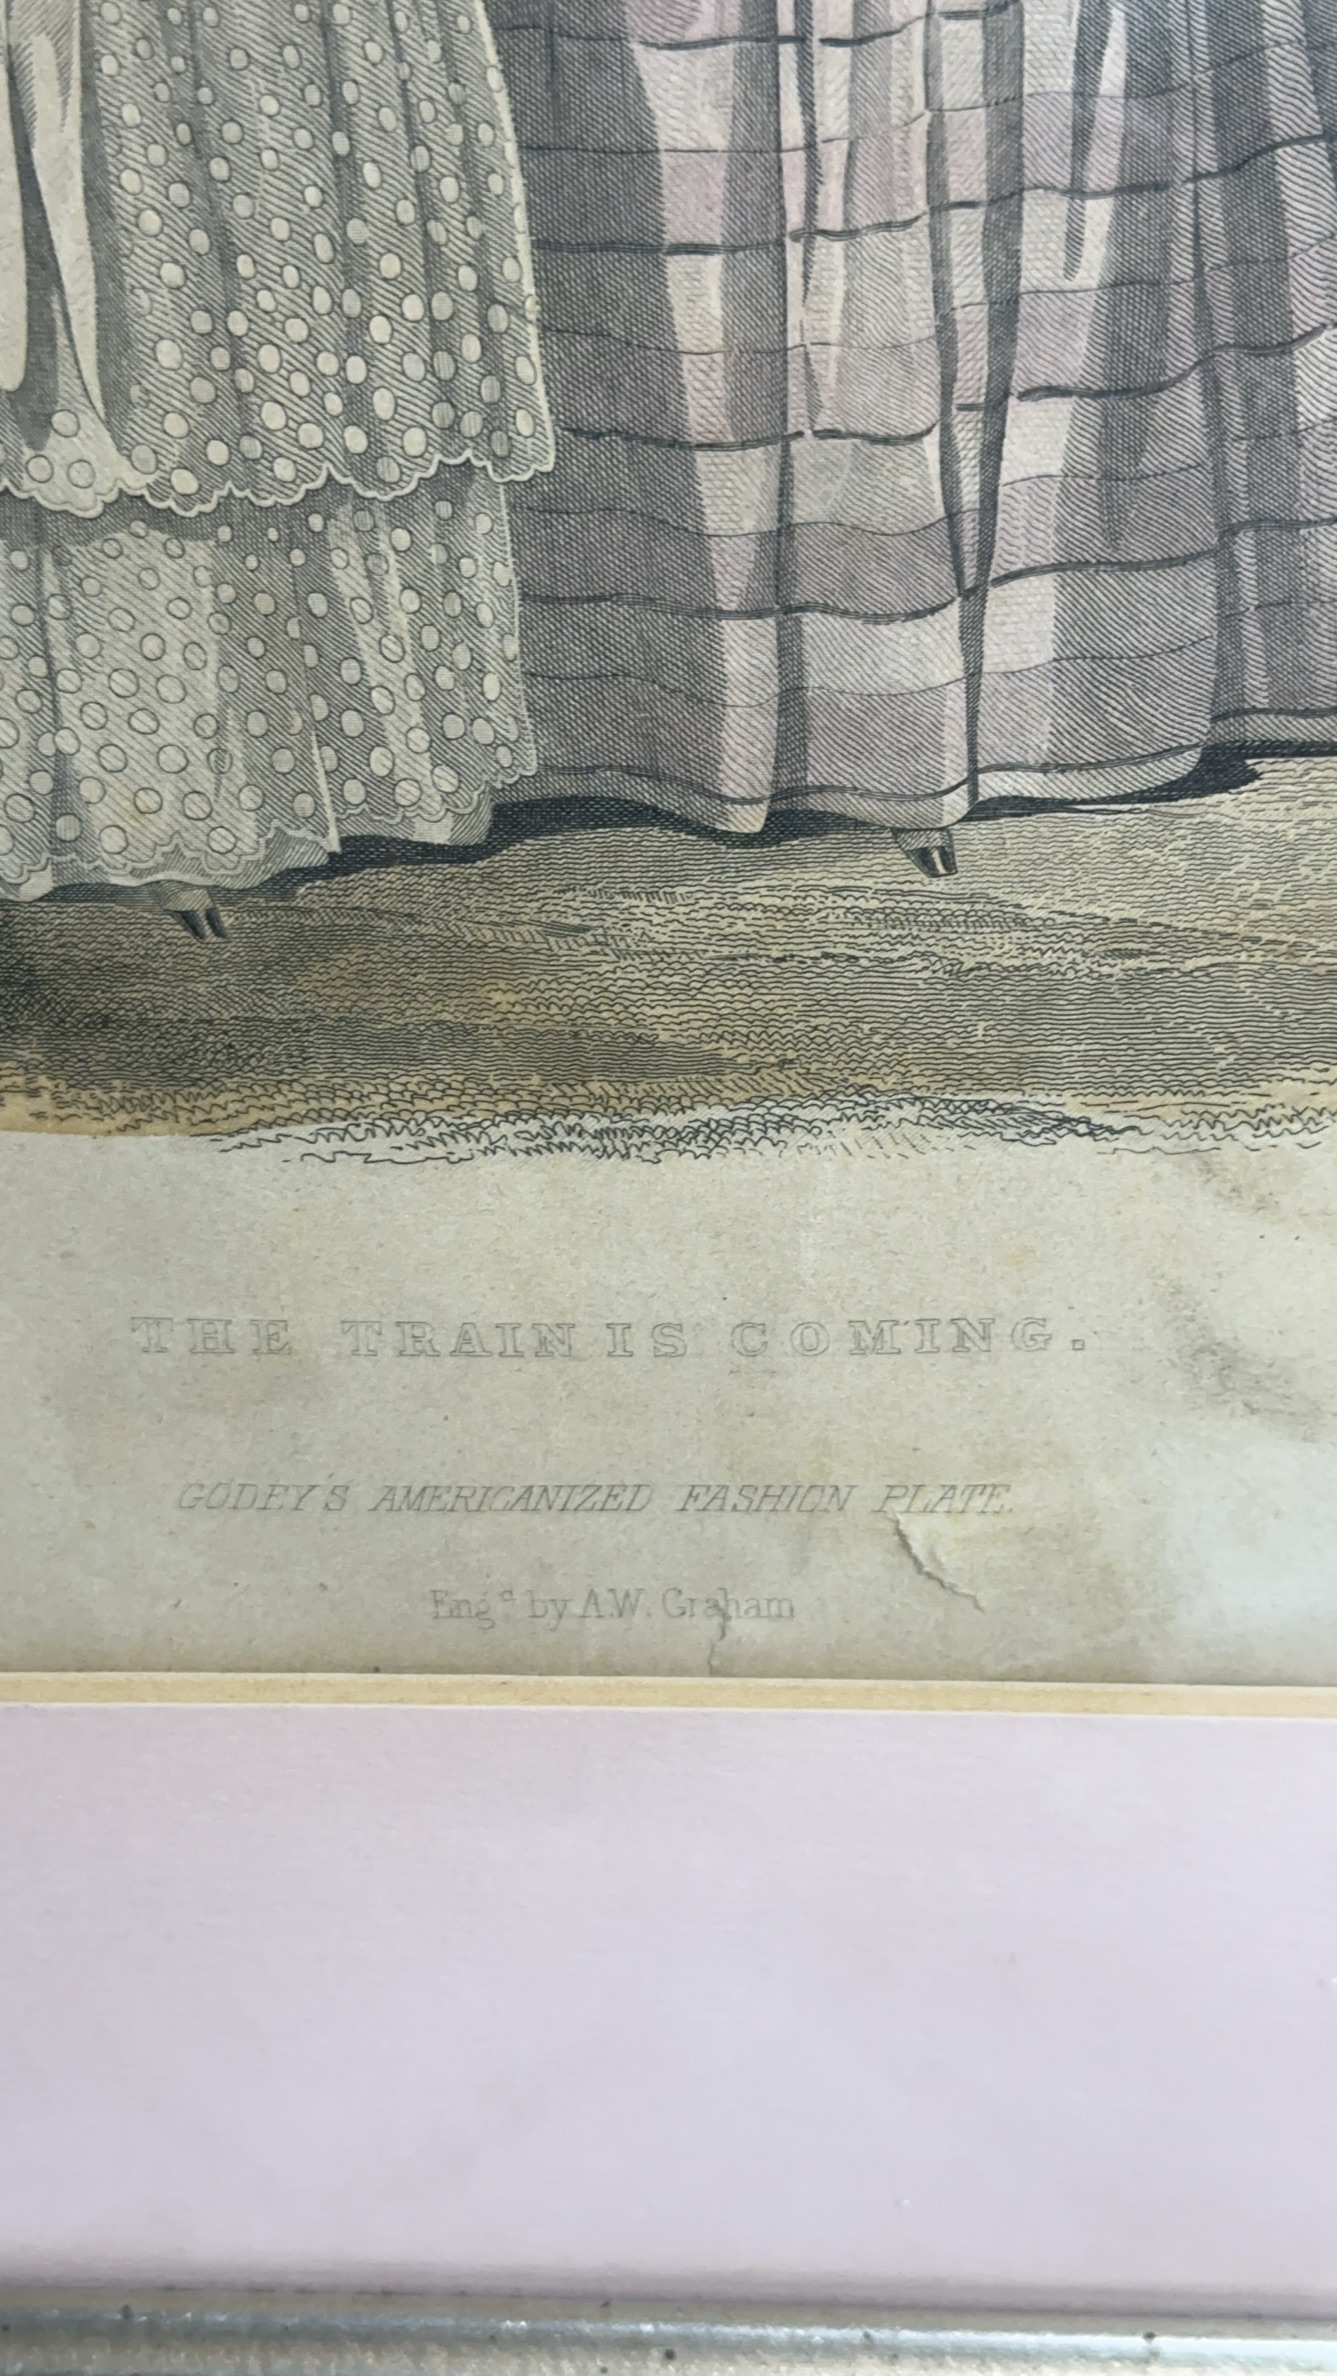 THE TRAIN IS COMING.
GODEY'S AMERICANIZED FASHION PLATE.
Engd by A.W. Graham